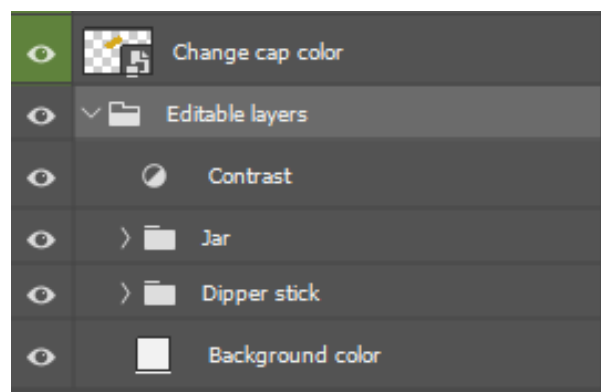 Change cap color
Editable layers
Contrast
Jar
Dipper stick
Background color